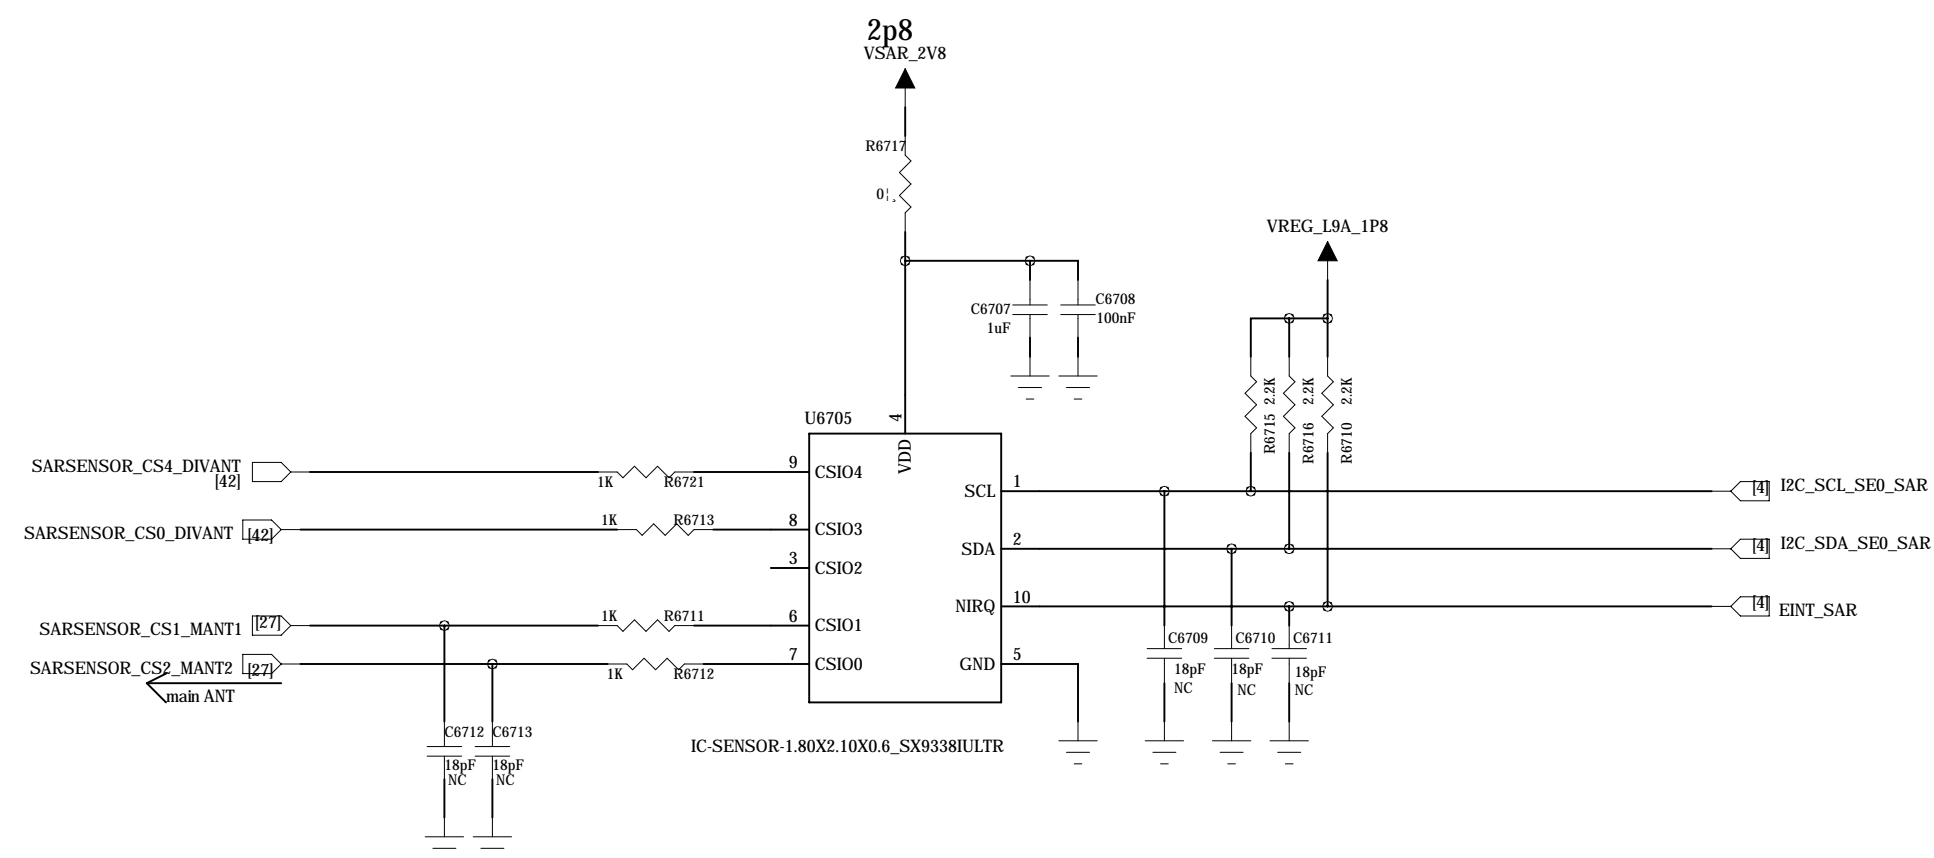 2p8
VSAR_2V8
R6717
0
VREG_L9A_1P8
C6707
1uF
C6708
100nF
R6715 2.2K
R6716 2.2K
R6710 2.2K
U6705
4
VDD
SARSENSOR_CS4_DIVANT
[42]
1K
R6721
9
CSIO4
SARSENSOR_CS0_DIVANT
[42]
1K
R6713
8
CSIO3
3
CSIO2
SARSENSOR_CS1_MANT1
[27]
1K
R6711
6
CSIO1
SARSENSOR_CS2_MANT2
[27]
1K
R6712
7
CSIO0
main ANT
SCL
1
[4]
I2C_SCL_SE0_SAR
SDA
2
[4]
I2C_SDA_SE0_SAR
NIRQ
10
[4]
EINT_SAR
GND
5
C6709
18pF
NC
C6710
18pF
NC
C6711
18pF
NC
C6712
18pF
NC
C6713
18pF
NC
IC-SENSOR-1.80X2.10X0.6_SX9338IULTR